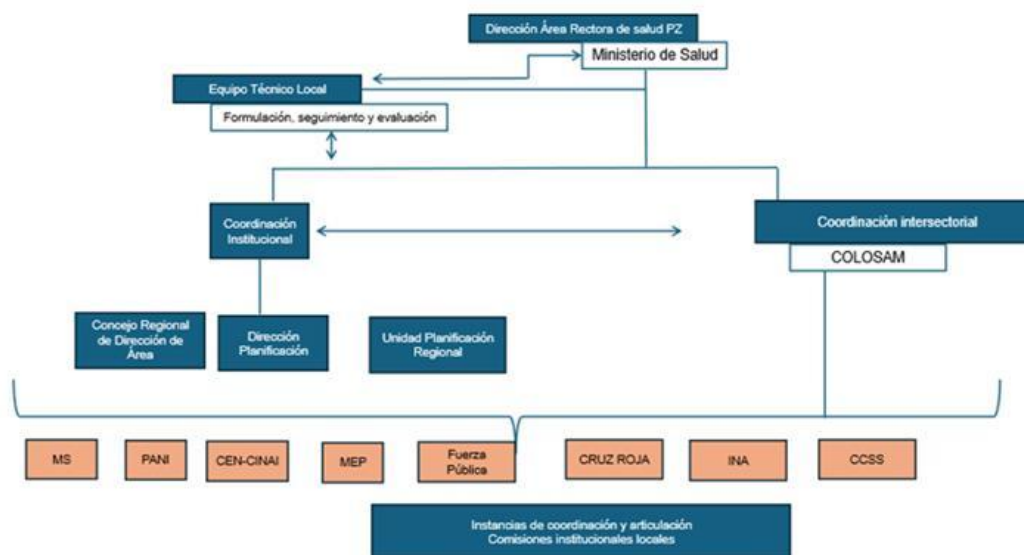 Dirección Área Rectora de salud PZ
Ministerio de Salud
Equipo Técnico Local
Formulación, seguimiento y evaluación
Coordinación
Institucional
Coordinación intersectorial
COLOSAM
Concejo Regional
de Dirección de
Área
Dirección
Planificación
Unidad Planificación
Regional
MS
PANI
CEN-CINAI
MEP
Fuerza
Pública
CRUZ ROJA
INA
CCSS
Instancias de coordinación y articulación
Comisiones institucionales locales